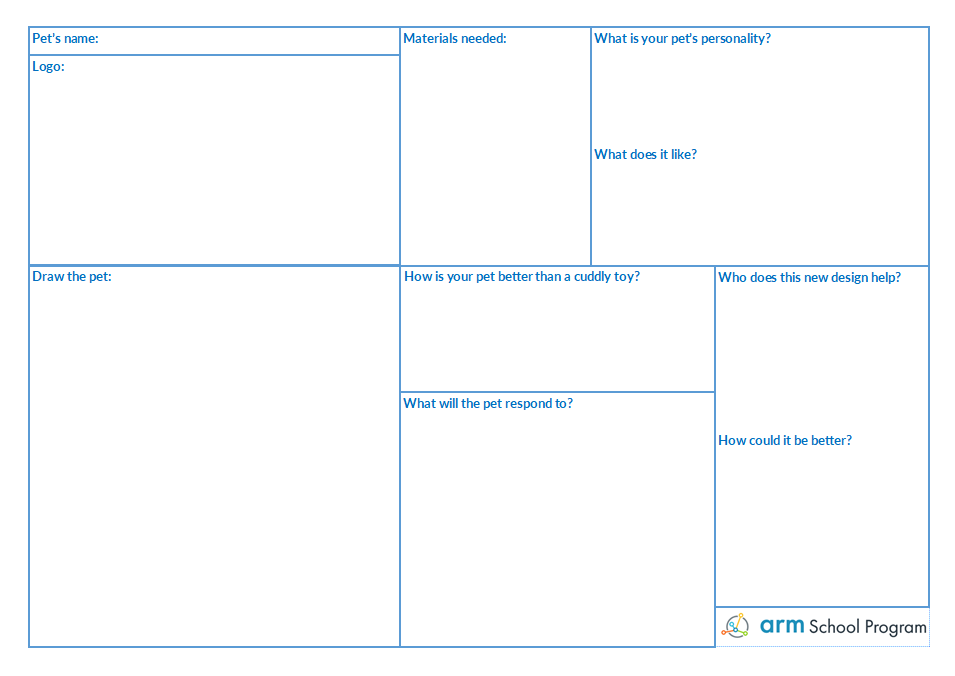 Pet's name:
Logo:
Materials needed:
What is your pet's personality?
What does it like?
Draw the pet:
How is your pet better than a cuddly toy?
What will the pet respond to?
Who does this new design help?
How could it be better?
arm School Program